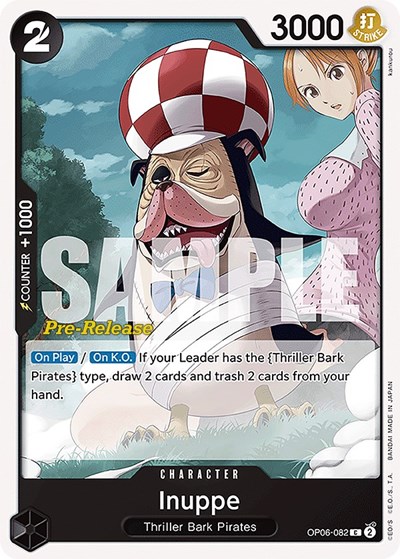 2
3000
打
STRIKE
kankurou
COUNTER +1000
SAMPLE
Pre-Release
On Play / On K.O. If your Leader has the {Thriller Bark
Pirates} type, draw 2 cards and trash 2 cards from your
hand.
CHARACTER
Inuppe
Thriller Bark Pirates
OP06-082 C 2
©E.O./S. ©E.O./S., T.A. BANDAI MADE IN JAPAN